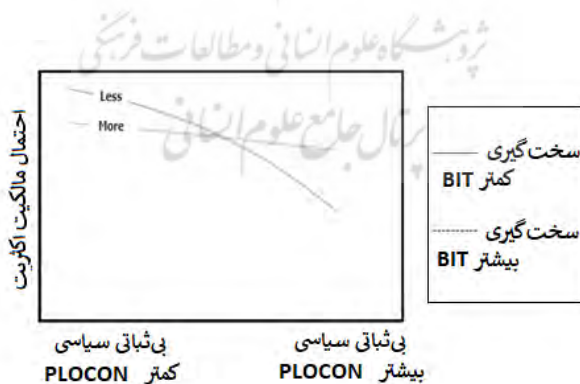 پژوهشگاه علوم انسانی و مطالعات فرهنگی
پرتال جامع علوم انسانی
احتمال مالکیت اکثریت
Less
More
سخت‌گیری
کمتر BIT
سخت‌گیری
بیشتر BIT
بی‌ثباتی سیاسی
کمتر PLOCON
بی‌ثباتی سیاسی
بیشتر PLOCON